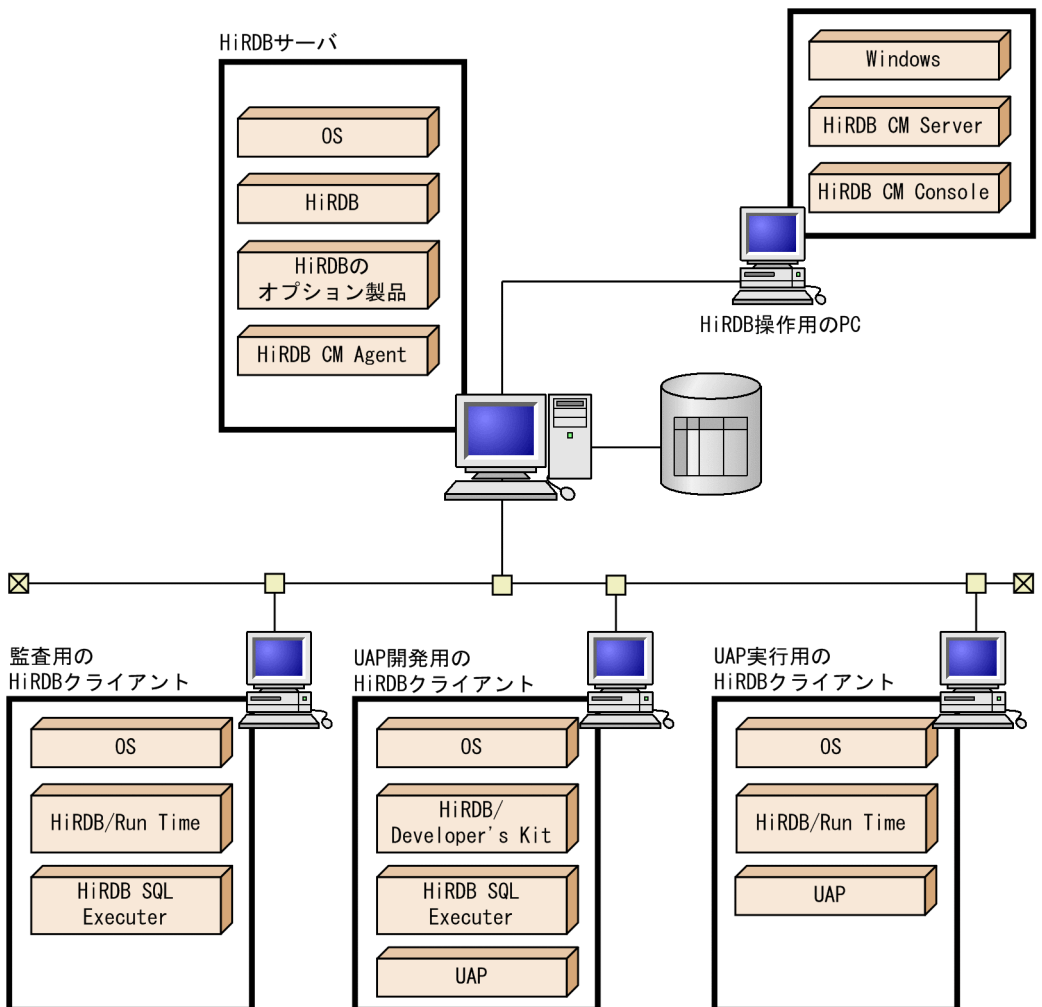 HiRDBサーバ
OS
HiRDB
HiRDBの
オプション製品
HiRDB CM Agent
Windows
HiRDB CM Server
HiRDB CM Console
HiRDB操作用のPC
監査用の
HiRDBクライアント
OS
HiRDB/Run Time
HiRDB SQL
Executer
UAP開発用の
HiRDBクライアント
OS
HiRDB/
Developer's Kit
HiRDB SQL
Executer
UAP
UAP実行用の
HiRDBクライアント
OS
HiRDB/Run Time
UAP